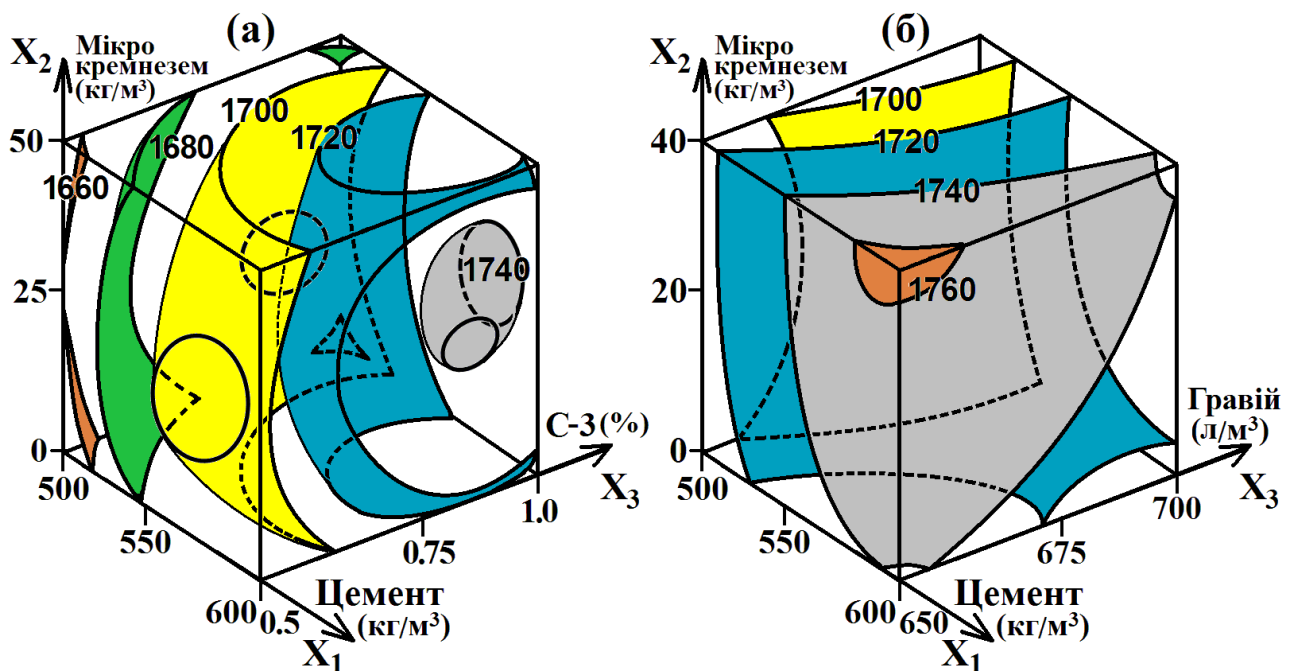 (а)
X2
Мікро
кремнезем
(кг/м³)
50
25
0
500
550
600
0.5
0.75
1.0
1660
1680
1700
1720
1740
С-3 (%)
X3
Цемент
(кг/м³)
X1
(б)
X2
Мікро
кремнезем
(кг/м³)
40
20
0
500
550
600
650
675
700
1700
1720
1740
1760
Гравій
(л/м³)
X3
Цемент
(кг/м³)
X1